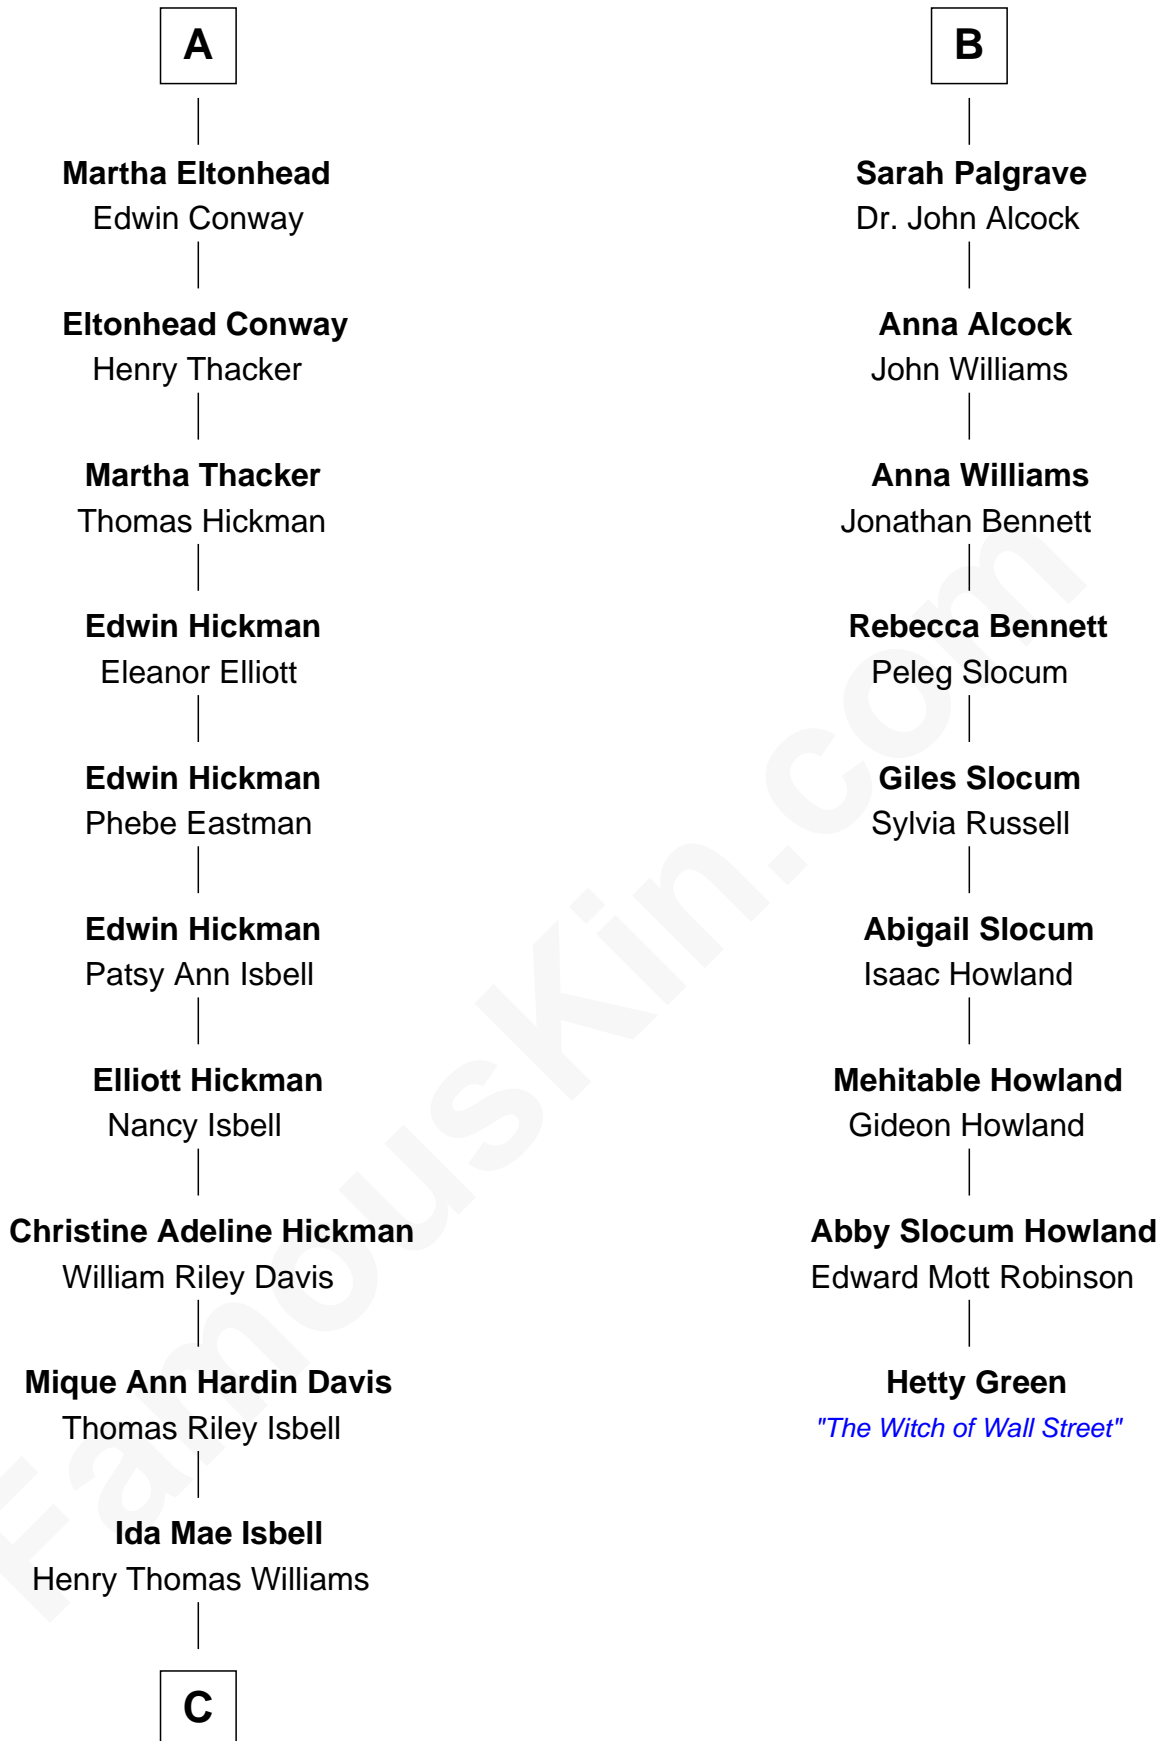 A
Martha Eltonhead
Edwin Conway
Eltonhead Conway
Henry Thacker
Martha Thacker
Thomas Hickman
Edwin Hickman
Eleanor Elliott
Edwin Hickman
Phebe Eastman
Edwin Hickman
Patsy Ann Isbell
Elliott Hickman
Nancy Isbell
Christine Adeline Hickman
William Riley Davis
Mique Ann Hardin Davis
Thomas Riley Isbell
Ida Mae Isbell
Henry Thomas Williams
C
B
Sarah Palgrave
Dr. John Alcock
Anna Alcock
John Williams
Anna Williams
Jonathan Bennett
Rebecca Bennett
Peleg Slocum
Giles Slocum
Sylvia Russell
Abigail Slocum
Isaac Howland
Mehitable Howland
Gideon Howland
Abby Slocum Howland
Edward Mott Robinson
Hetty Green
"The Witch of Wall Street"
FamousKin.com